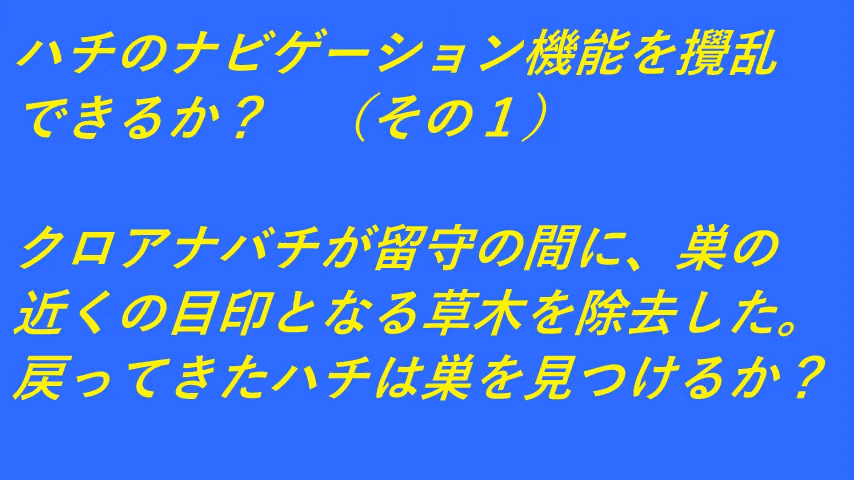 ハチのナビゲーション機能を攪乱
できるか？　（その１）
クロアナバチが留守の間に、巣の
近くの目印となる草木を除去した。
戻ってきたハチは巣を見つけるか？